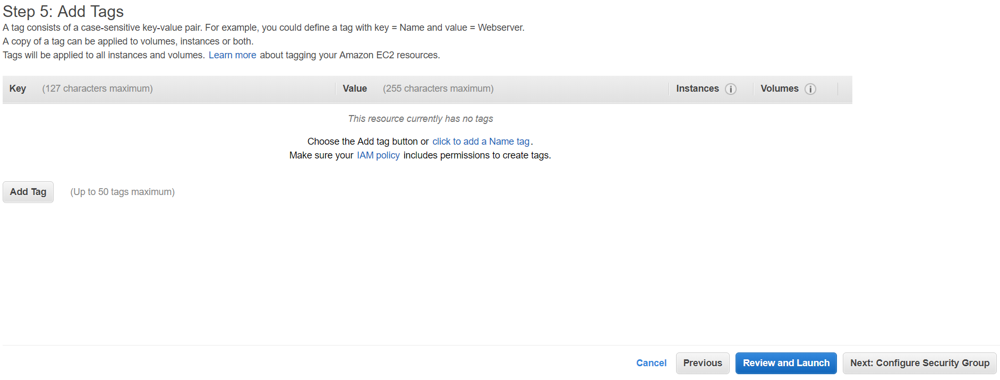 Step 5: Add Tags
A tag consists of a case-sensitive key-value pair. For example, you could define a tag with key = Name and value = Webserver.
A copy of a tag can be applied to volumes, instances or both.
Tags will be applied to all instances and volumes. Learn more about tagging your Amazon EC2 resources.
Key (127 characters maximum) Value (255 characters maximum) Instances i Volumes i
This resource currently has no tags
Choose the Add tag button or click to add a Name tag.
Make sure your IAM policy includes permissions to create tags.
Add Tag (Up to 50 tags maximum)
Cancel Previous Review and Launch Next: Configure Security Group